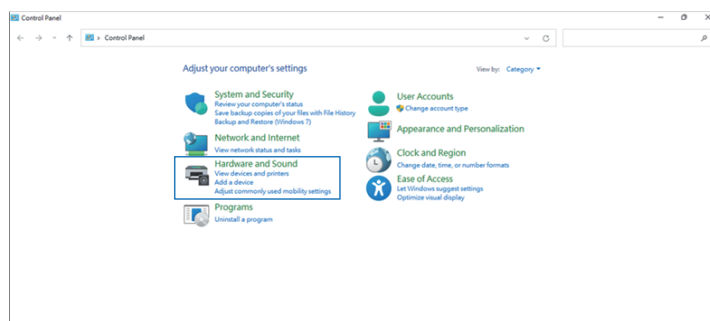 Control Panel
Control Panel
Adjust your computer's settings
View by: Category
System and Security
Review your computer's status
Save backup copies of your files with File History
Backup and Restore (Windows 7)
Network and Internet
View network status and tasks
Hardware and Sound
View devices and printers
Add a device
Adjust commonly used mobility settings
Programs
Uninstall a program
User Accounts
Change account type
Appearance and Personalization
Clock and Region
Change date, time, or number formats
Ease of Access
Let Windows suggest settings
Optimize visual display